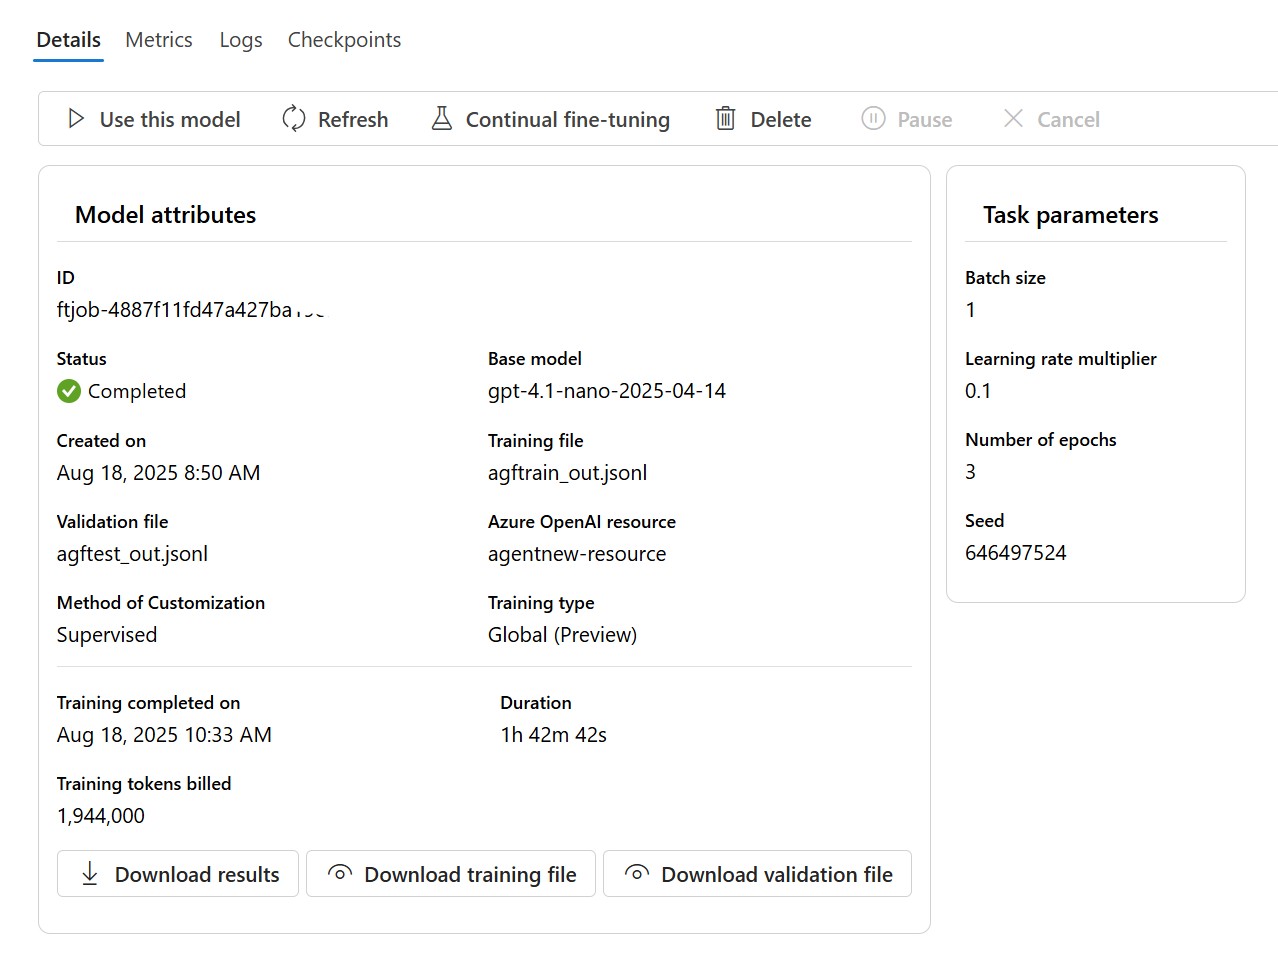 Details Metrics Logs Checkpoints
Use this model Refresh Continual fine-tuning Delete Pause Cancel
Model attributes
ID
ftjob-4887f11fd47a427ba
Status
Completed
Base model
gpt-4.1-nano-2025-04-14
Created on
Aug 18, 2025 8:50 AM
Training file
agftrain_out.jsonl
Validation file
agftest_out.jsonl
Azure OpenAI resource
agentnew-resource
Method of Customization
Supervised
Training type
Global (Preview)
Training completed on
Aug 18, 2025 10:33 AM
Duration
1h 42m 42s
Training tokens billed
1,944,000
Download results Download training file Download validation file
Task parameters
Batch size
1
Learning rate multiplier
0.1
Number of epochs
3
Seed
646497524